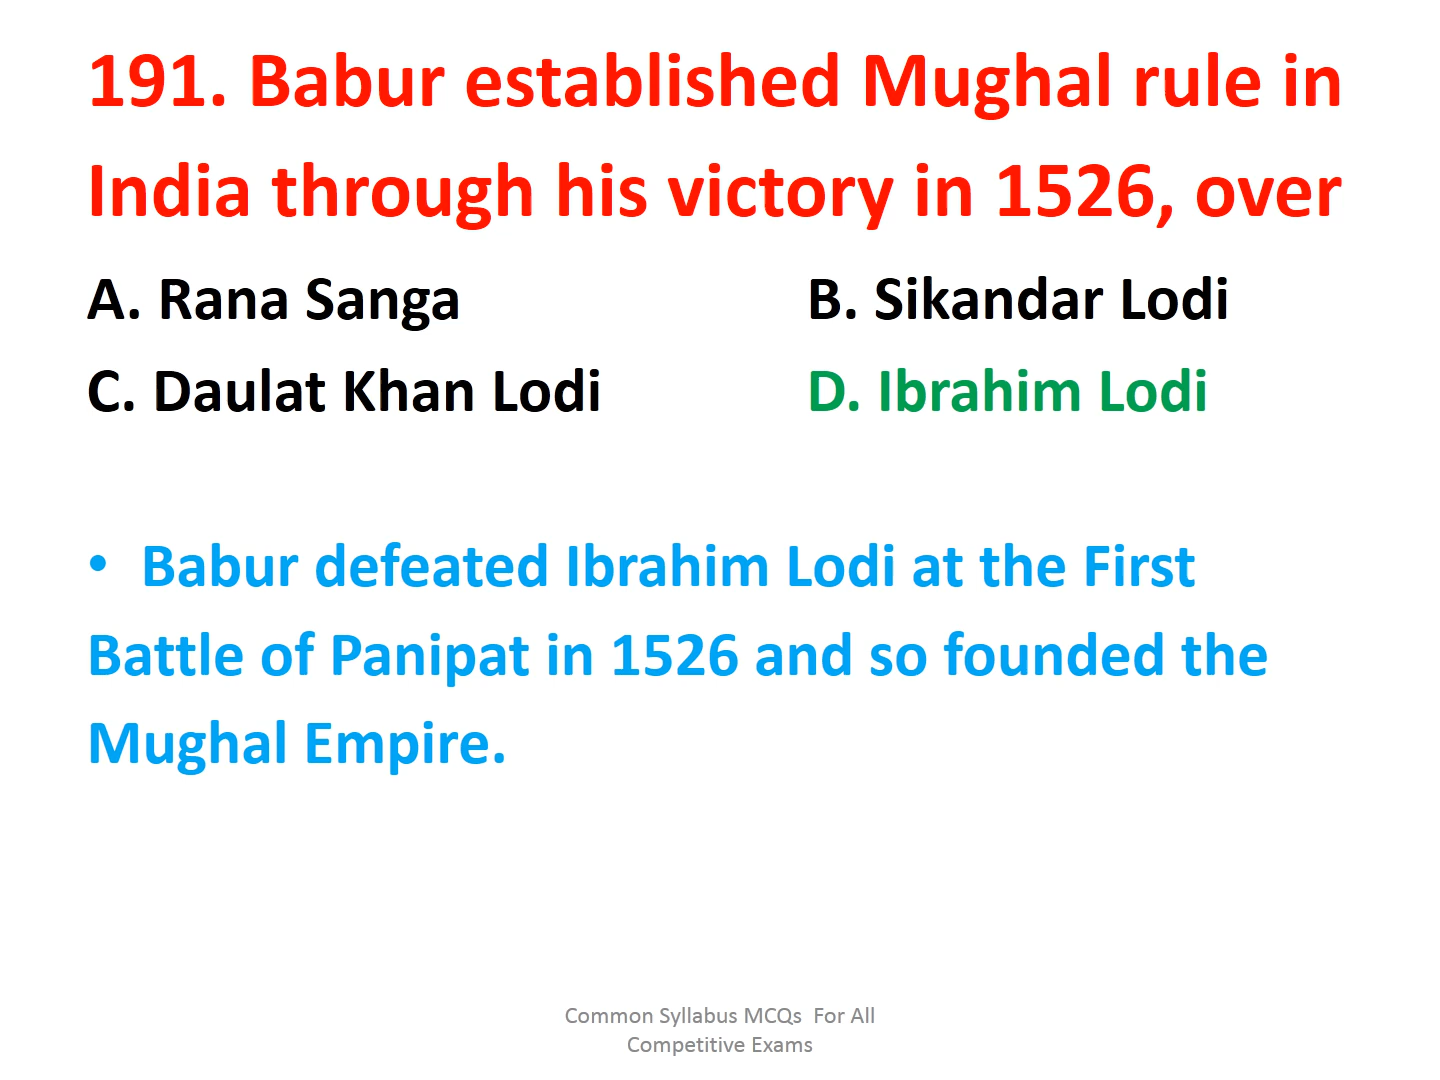 191. Babur established Mughal rule in
India through his victory in 1526, over
A. Rana Sanga B. Sikandar Lodi
C. Daulat Khan Lodi D. Ibrahim Lodi
• Babur defeated Ibrahim Lodi at the First
Battle of Panipat in 1526 and so founded the
Mughal Empire.
Common Syllabus MCQs For All
Competitive Exams